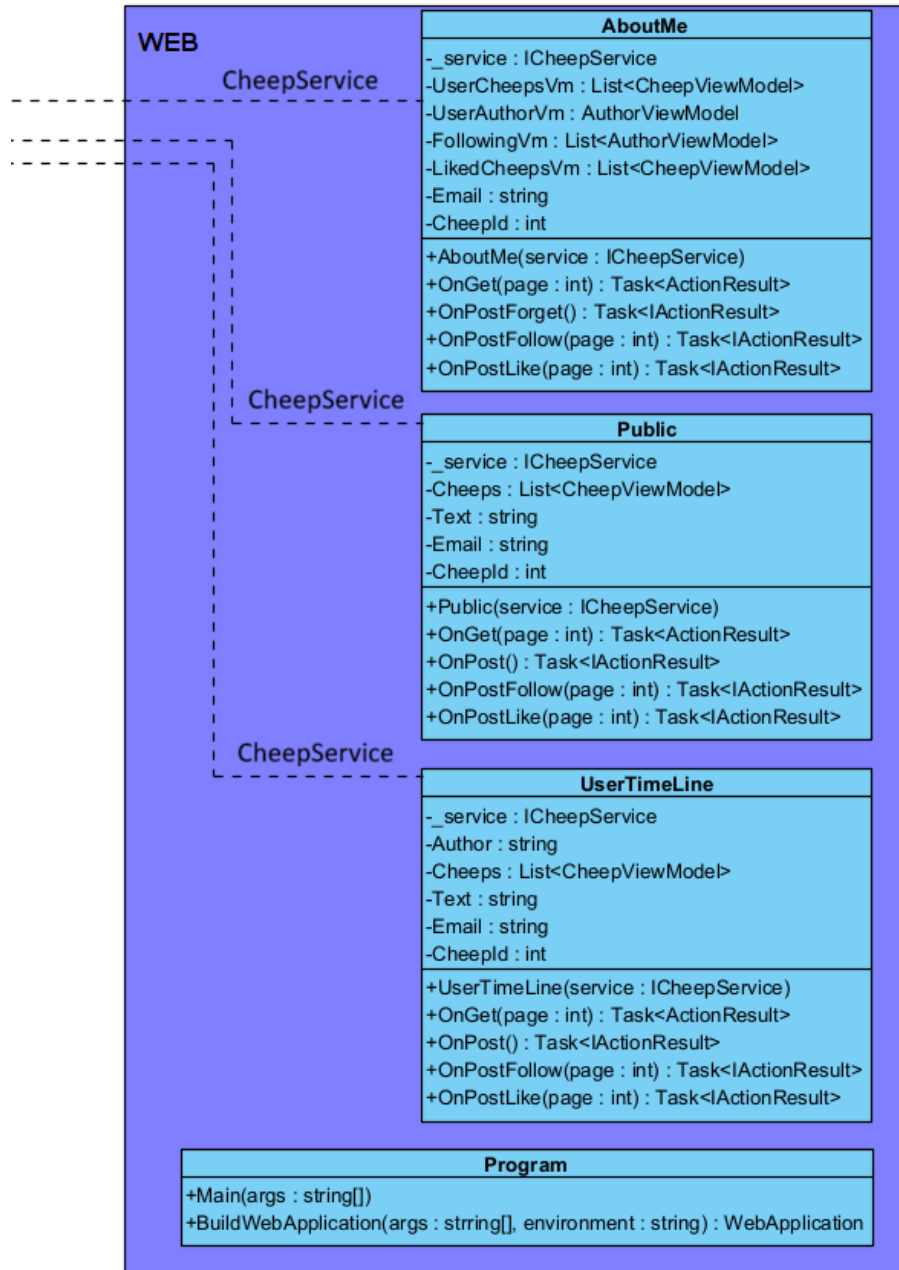 WEB
CheepService
AboutMe
-_service : ICheepService
-UserCheepsVm : List<CheepViewModel>
-UserAuthorVm : AuthorViewModel
-FollowingVm : List<AuthorViewModel>
-LikedCheepsVm : List<CheepViewModel>
-Email : string
-CheepId : int
+AboutMe(service : ICheepService)
+OnGet(page : int) : Task<ActionResult>
+OnPostForget() : Task<IActionResult>
+OnPostFollow(page : int) : Task<IActionResult>
+OnPostLike(page : int) : Task<IActionResult>
CheepService
Public
-_service : ICheepService
-Cheeps : List<CheepViewModel>
-Text : string
-Email : string
-CheepId : int
+Public(service : ICheepService)
+OnGet(page : int) : Task<ActionResult>
+OnPost() : Task<IActionResult>
+OnPostFollow(page : int) : Task<IActionResult>
+OnPostLike(page : int) : Task<IActionResult>
CheepService
UserTimeLine
-_service : ICheepService
-Author : string
-Cheeps : List<CheepViewModel>
-Text : string
-Email : string
-CheepId : int
+UserTimeLine(service : ICheepService)
+OnGet(page : int) : Task<ActionResult>
+OnPost() : Task<IActionResult>
+OnPostFollow(page : int) : Task<IActionResult>
+OnPostLike(page : int) : Task<IActionResult>
Program
+Main(args : string[])
+BuildWebApplication(args : strring[], environment : string) : WebApplication